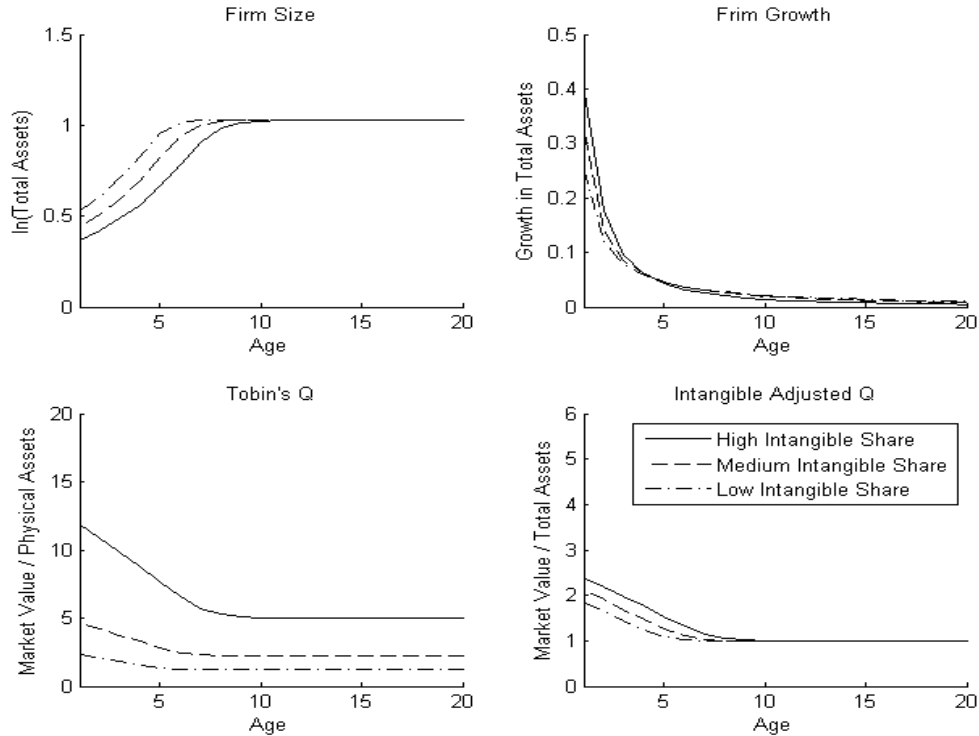 Firm Size
1.5
1
0.5
0
5
10
15
20
ln(Total Assets)
Age
Frim Growth
0.5
0.4
0.3
0.2
0.1
0
5
10
15
20
Growth in Total Assets
Age
Tobin's Q
20
15
10
5
0
5
10
15
20
Market Value / Physical Assets
Age
Intangible Adjusted Q
6
5
4
3
2
1
0
5
10
15
20
Market Value / Total Assets
Age
High Intangible Share
Medium Intangible Share
Low Intangible Share